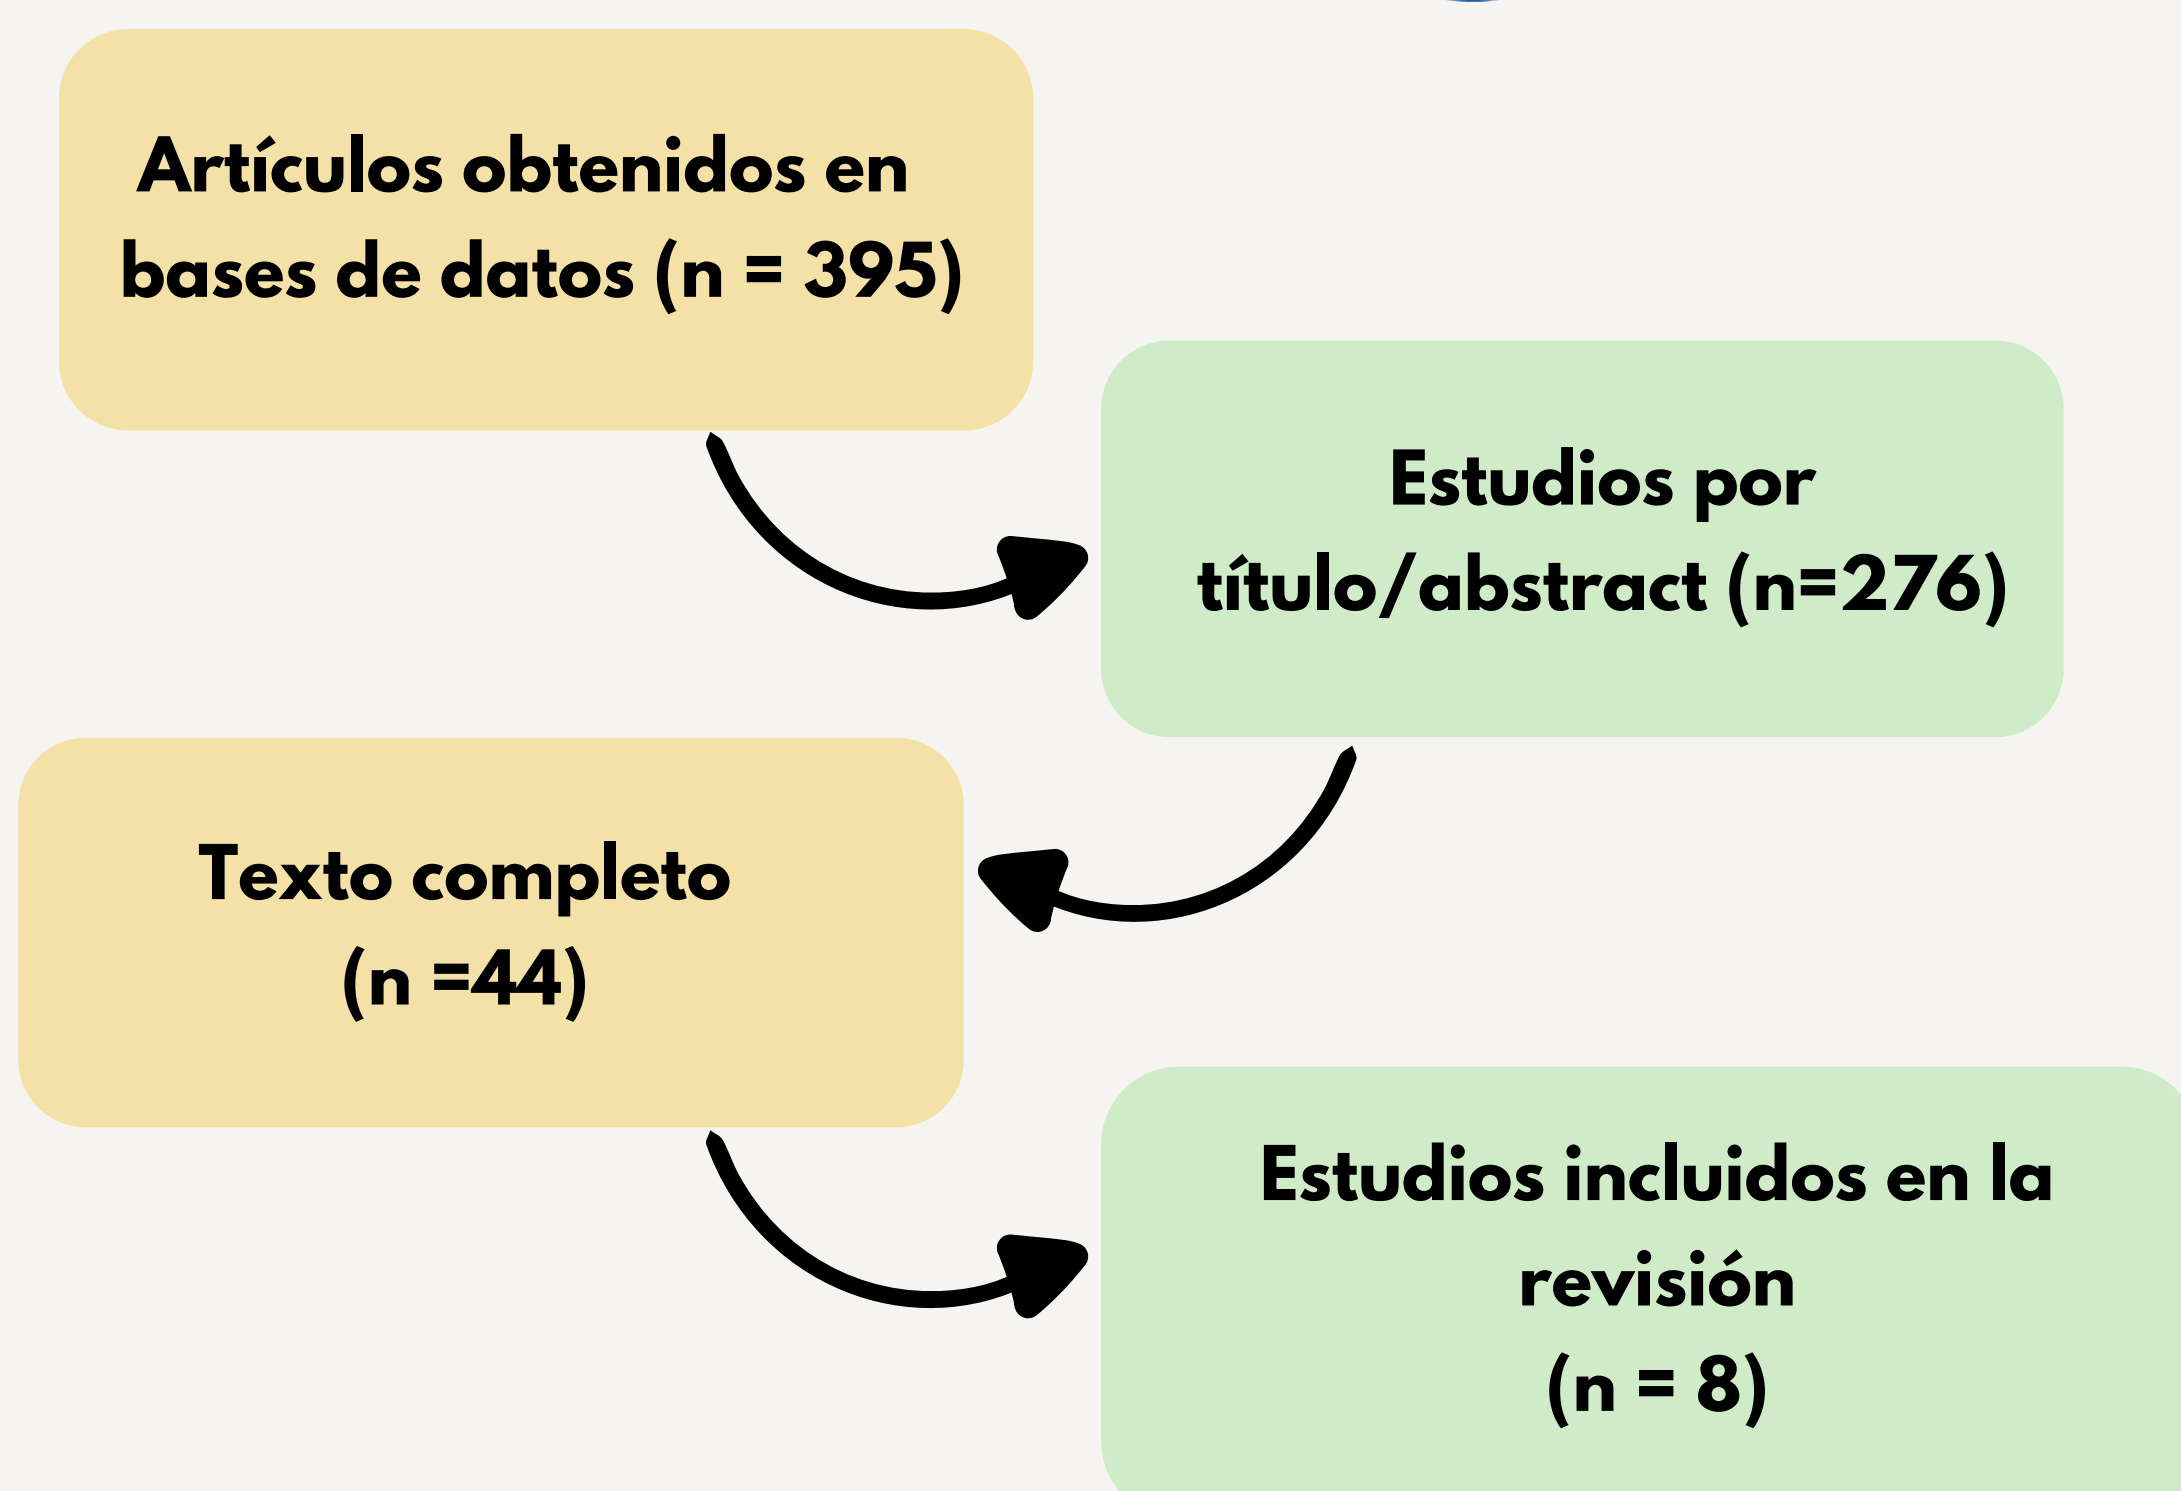 Artículos obtenidos en
bases de datos (n = 395)
Estudios por
título/abstract (n=276)
Texto completo
(n =44)
Estudios incluidos en la
revisión
(n = 8)